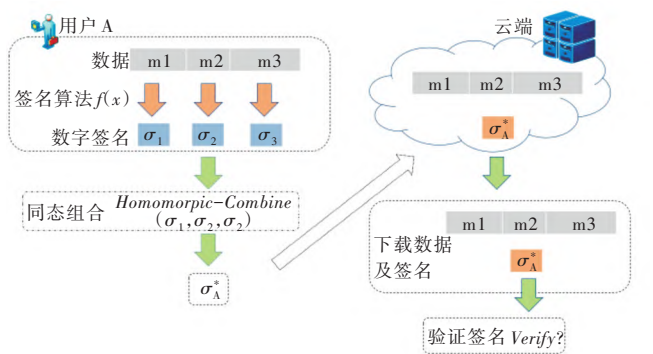 用户 A
数据 m1 m2 m3
签名算法 f(x)
数字签名 σ₁ σ₂ σ₃
同态组合 Homomorpic-Combine
(σ₁,σ₂,σ₂)
σ*A
云端
m1 m2 m3
σ*A
m1 m2 m3
下载数据
及签名 σ*A
验证签名 Verify?